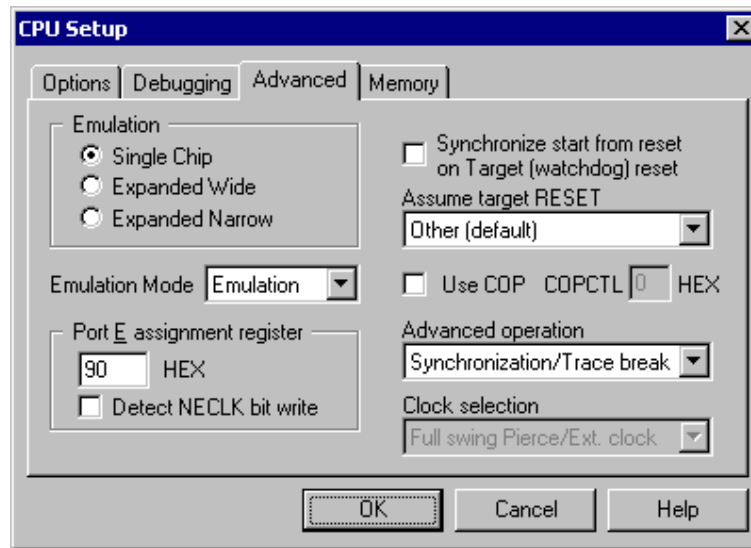 CPU Setup
Options Debugging Advanced Memory
Emulation
Single Chip
Expanded Wide
Expanded Narrow
Emulation Mode Emulation
Port E assignment register
90 HEX
Detect NECLK bit write
Synchronize start from reset
on Target (watchdog) reset
Assume target RESET
Other (default)
Use COP COPCTL 0 HEX
Advanced operation
Synchronization/Trace break
Clock selection
Full swing Pierce/Ext. clock
OK Cancel Help